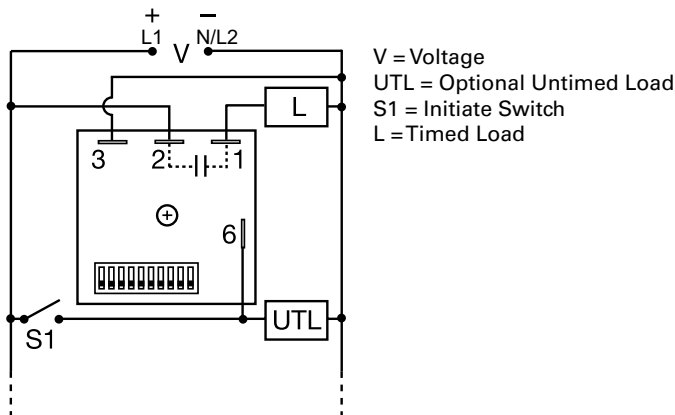 + −
L1 V N/L2
V = Voltage
UTL = Optional Untimed Load
S1 = Initiate Switch
L = Timed Load
L
3 2 1
6
UTL
S1